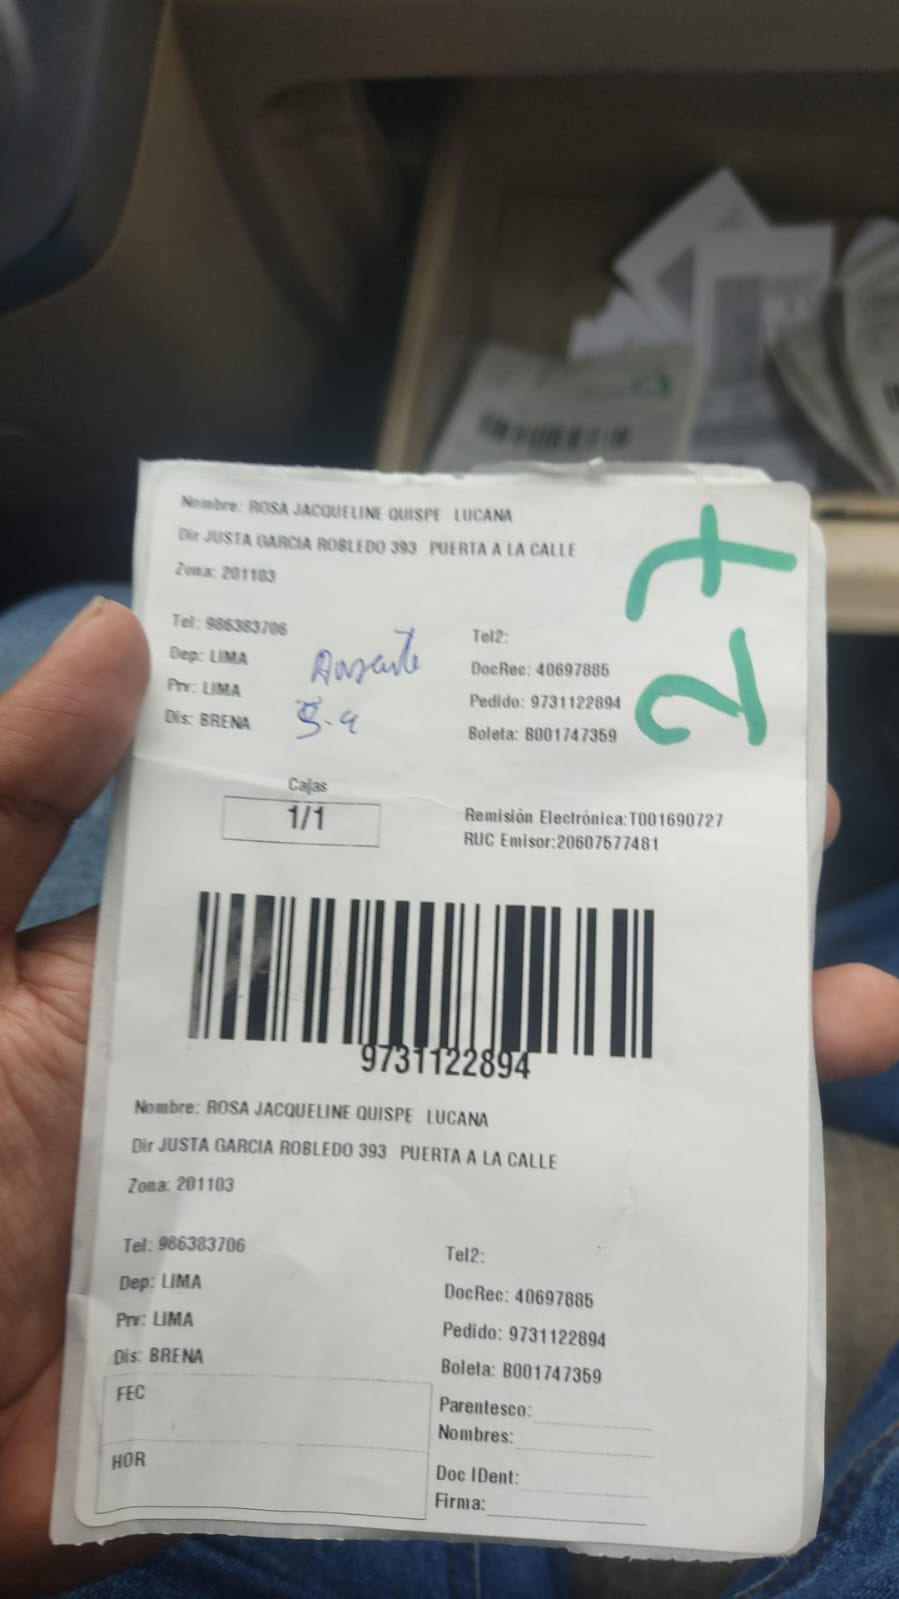 Nombre: ROSA JACQUELINE QUISPE LUCANA
Dir JUSTA GARCIA ROBLEDO 393 PUERTA A LA CALLE
Zona: 201103
27
Tel: 986383706
Tel2:
Dep: LIMA
DocRec: 40697885
Prv: LIMA
Pedido: 9731122894
Dis: BRENA
Boleta: B001747359
Cajas
1/1
Remisión Electrónica:T001690727
RUC Emisor:20607577481
9731122894
Nombre: ROSA JACQUELINE QUISPE LUCANA
Dir JUSTA GARCIA ROBLEDO 393 PUERTA A LA CALLE
Zona: 201103
Tel: 986383706
Tel2:
Dep: LIMA
DocRec: 40697885
Prv: LIMA
Pedido: 9731122894
Dis: BRENA
Boleta: B001747359
FEC
Parentesco:
Nombres:
HOR
Doc IDent:
Firma: